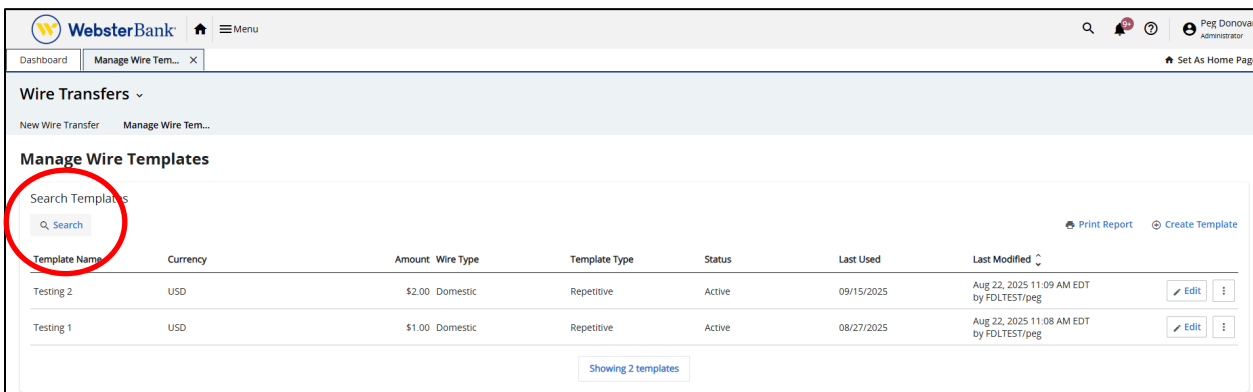 WebsterBank Menu 9+ Peg Donovan
Administrator
Dashboard Manage Wire Tem... X Set As Home Page
Wire Transfers
New Wire Transfer Manage Wire Tem...
Manage Wire Templates
Search Templates
Search Print Report Create Template
Template Name Currency Amount Wire Type Template Type Status Last Used Last Modified
Testing 2 USD $2.00 Domestic Repetitive Active 09/15/2025 Aug 22, 2025 11:09 AM EDT Edit
by FDLTEST/peg
Testing 1 USD $1.00 Domestic Repetitive Active 08/27/2025 Aug 22, 2025 11:08 AM EDT Edit
by FDLTEST/peg
Showing 2 templates